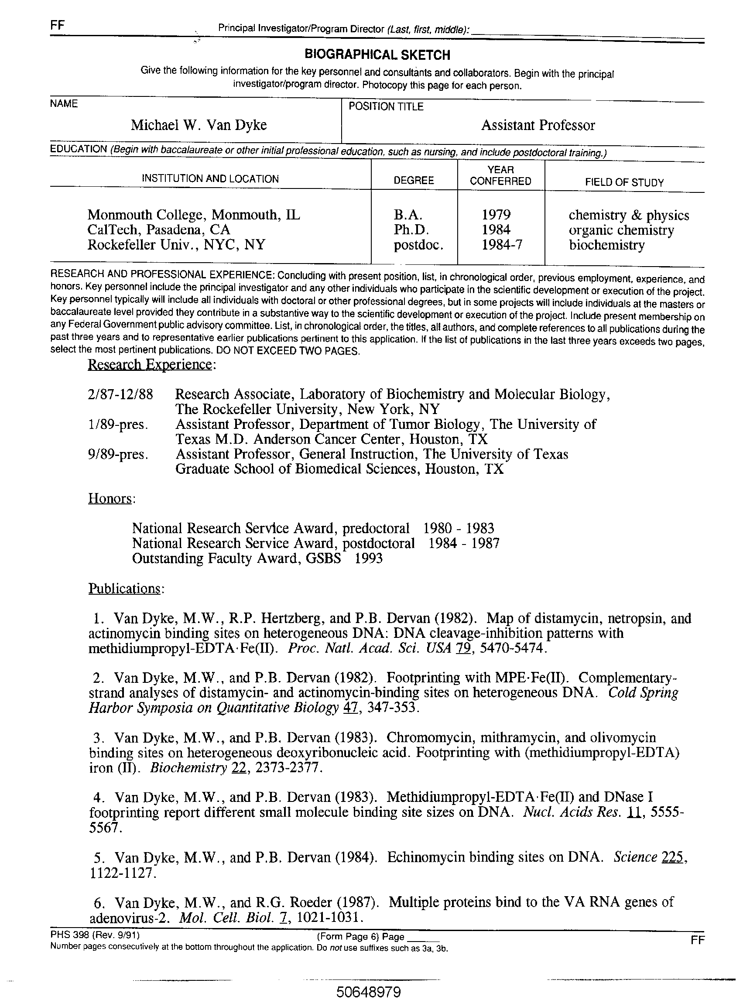 FF
Principal Investigator/Program Director (Last, first, middle):
BIOGRAPHICAL SKETCH
Give the following information for the key personnel and consultants and collaborators. Begin with the principal
investigator/program director. Photocopy this page for each person.
NAME
POSITION TITLE
Michael W. Van Dyke
Assistant Professor
EDUCATION (Begin with baccalaureate or other initial professional education, such as nursing, and include postdoctoral training.)
INSTITUTION AND LOCATION
DEGREE
YEAR
CONFERRED
FIELD OF STUDY
Monmouth College, Monmouth, IL B.A. 1979 chemistry & physics
CalTech, Pasadena, CA Ph.D. 1984 organic chemistry
Rockefeller Univ., NYC, NY postdoc. 1984-7 biochemistry
RESEARCH AND PROFESSIONAL EXPERIENCE: Concluding with present position, list, in chronological order, previous employment, experience, and
honors. Key personnel include the principal investigator and any other individuals who participate in the scientific development or execution of the project.
Key personnel typically will include all individuals with doctoral or other professional degrees, but in some projects will include individuals at the masters or
baccalaureate level provided they contribute in a substantive way to the scientific development or execution of the project. Include present membership on
any Federal Government public advisory committee. List, in chronological order, the titles, all authors, and complete references to all publications during the
past three years and to representative earlier publications pertinent to this application. If the list of publications in the last three years exceeds two pages,
select the most pertinent publications. DO NOT EXCEED TWO PAGES.
Research Experience:
2/87-12/88 Research Associate, Laboratory of Biochemistry and Molecular Biology,
The Rockefeller University, New York, NY
1/89-pres. Assistant Professor, Department of Tumor Biology, The University of
Texas M.D. Anderson Cancer Center, Houston, TX
9/89-pres. Assistant Professor, General Instruction, The University of Texas
Graduate School of Biomedical Sciences, Houston, TX
Honors:
National Research Service Award, predoctoral 1980 - 1983
National Research Service Award, postdoctoral 1984 - 1987
Outstanding Faculty Award, GSBS 1993
Publications:
1. Van Dyke, M.W., R.P. Hertzberg, and P.B. Dervan (1982). Map of distamycin, netropsin, and
actinomycin binding sites on heterogeneous DNA: DNA cleavage-inhibition patterns with
methidiumpropyl-EDTA·Fe(II). Proc. Natl. Acad. Sci. USA 79, 5470-5474.
2. Van Dyke, M.W., and P.B. Dervan (1982). Footprinting with MPE·Fe(II). Complementary-
strand analyses of distamycin- and actinomycin-binding sites on heterogeneous DNA. Cold Spring
Harbor Symposia on Quantitative Biology 47, 347-353.
3. Van Dyke, M.W., and P.B. Dervan (1983). Chromomycin, mithramycin, and olivomycin
binding sites on heterogeneous deoxyribonucleic acid. Footprinting with (methidiumpropyl-EDTA)
iron (II). Biochemistry 22, 2373-2377.
4. Van Dyke, M.W., and P.B. Dervan (1983). Methidiumpropyl-EDTA·Fe(II) and DNase I
footprinting report different small molecule binding site sizes on DNA. Nucl. Acids Res. 11, 5555-
5567.
5. Van Dyke, M.W., and P.B. Dervan (1984). Echinomycin binding sites on DNA. Science 225,
1122-1127.
6. Van Dyke, M.W., and R.G. Roeder (1987). Multiple proteins bind to the VA RNA genes of
adenovirus-2. Mol. Cell. Biol. 7, 1021-1031.
PHS 398 (Rev. 9/91) (Form Page 6) Page FF
Number pages consecutively at the bottom throughout the application. Do not use suffixes such as 3a, 3b.
50648979